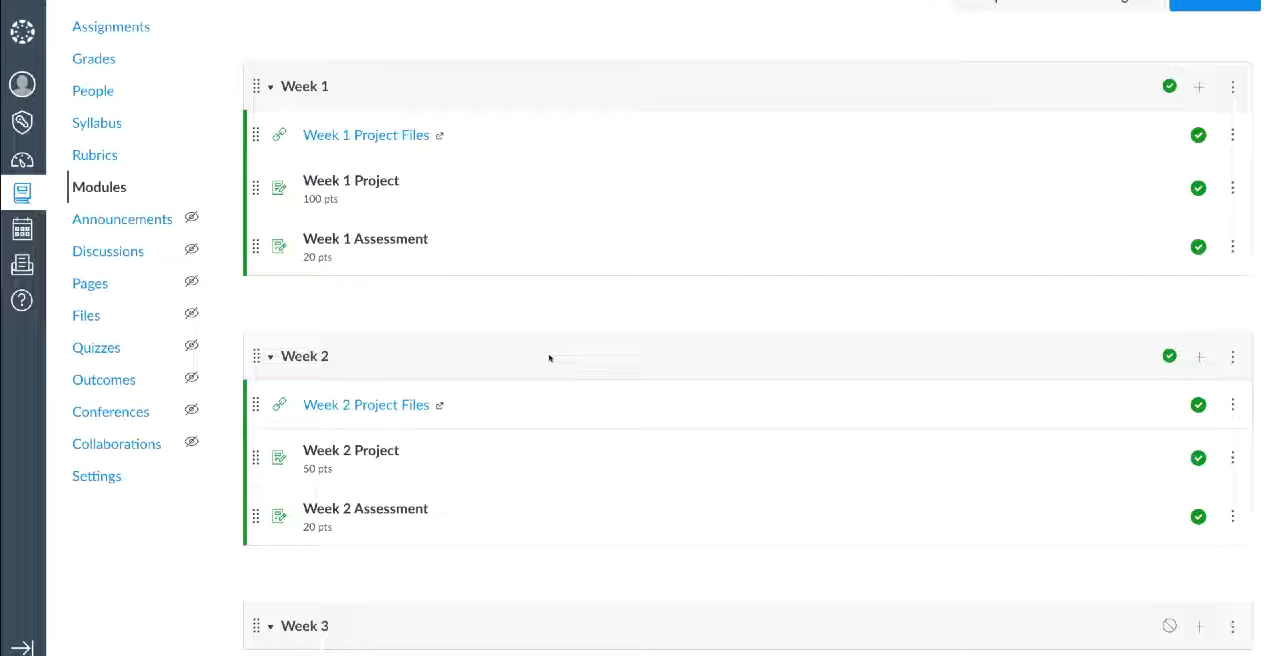 Assignments
Grades
People
Syllabus
Rubrics
Modules
Announcements
Discussions
Pages
Files
Quizzes
Outcomes
Conferences
Collaborations
Settings
Week 1
Week 1 Project Files
Week 1 Project
100 pts
Week 1 Assessment
20 pts
Week 2
Week 2 Project Files
Week 2 Project
50 pts
Week 2 Assessment
20 pts
Week 3